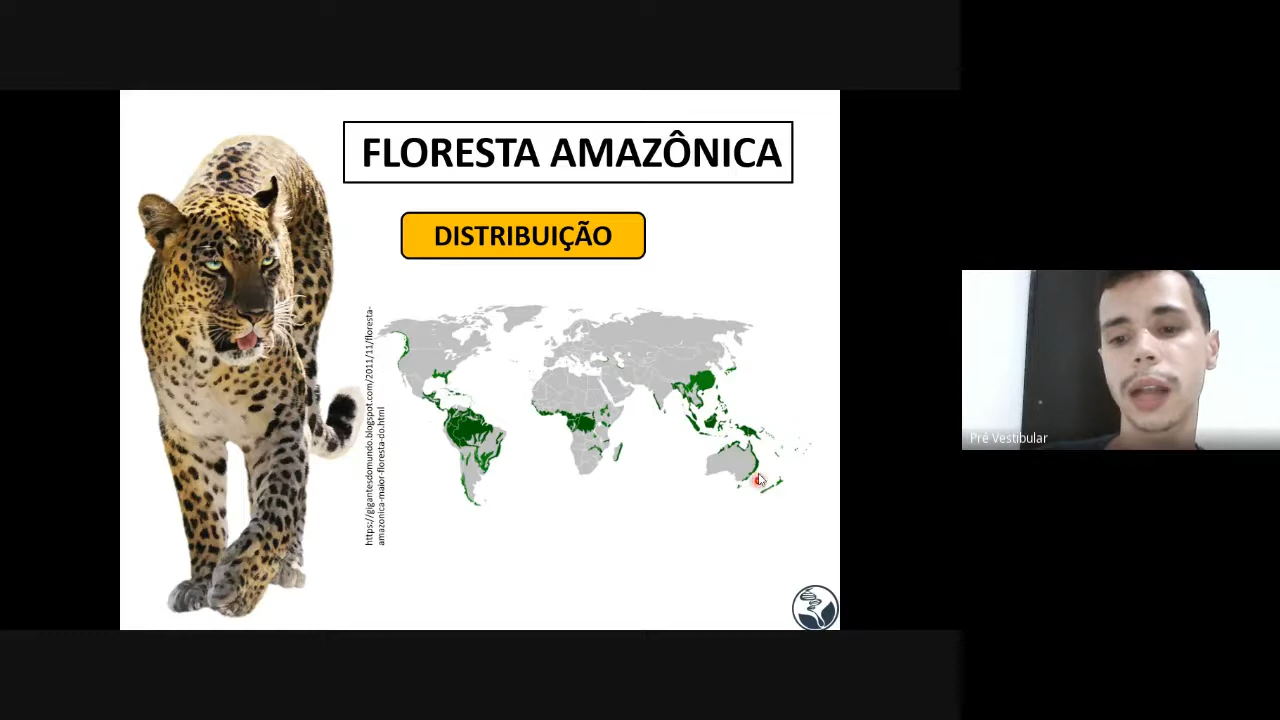 FLORESTA AMAZÔNICA
DISTRIBUIÇÃO
https://gigantesdomundo.blogspot.com/2011/11/floresta-
amazonica-maior-floresta-do.html
Pré Vestibular